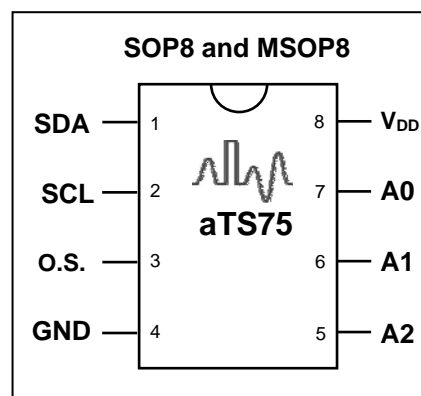 SOP8 and MSOP8
SDA 1 8 VDD
SCL 2 7 A0
aTS75
O.S. 3 6 A1
GND 4 5 A2